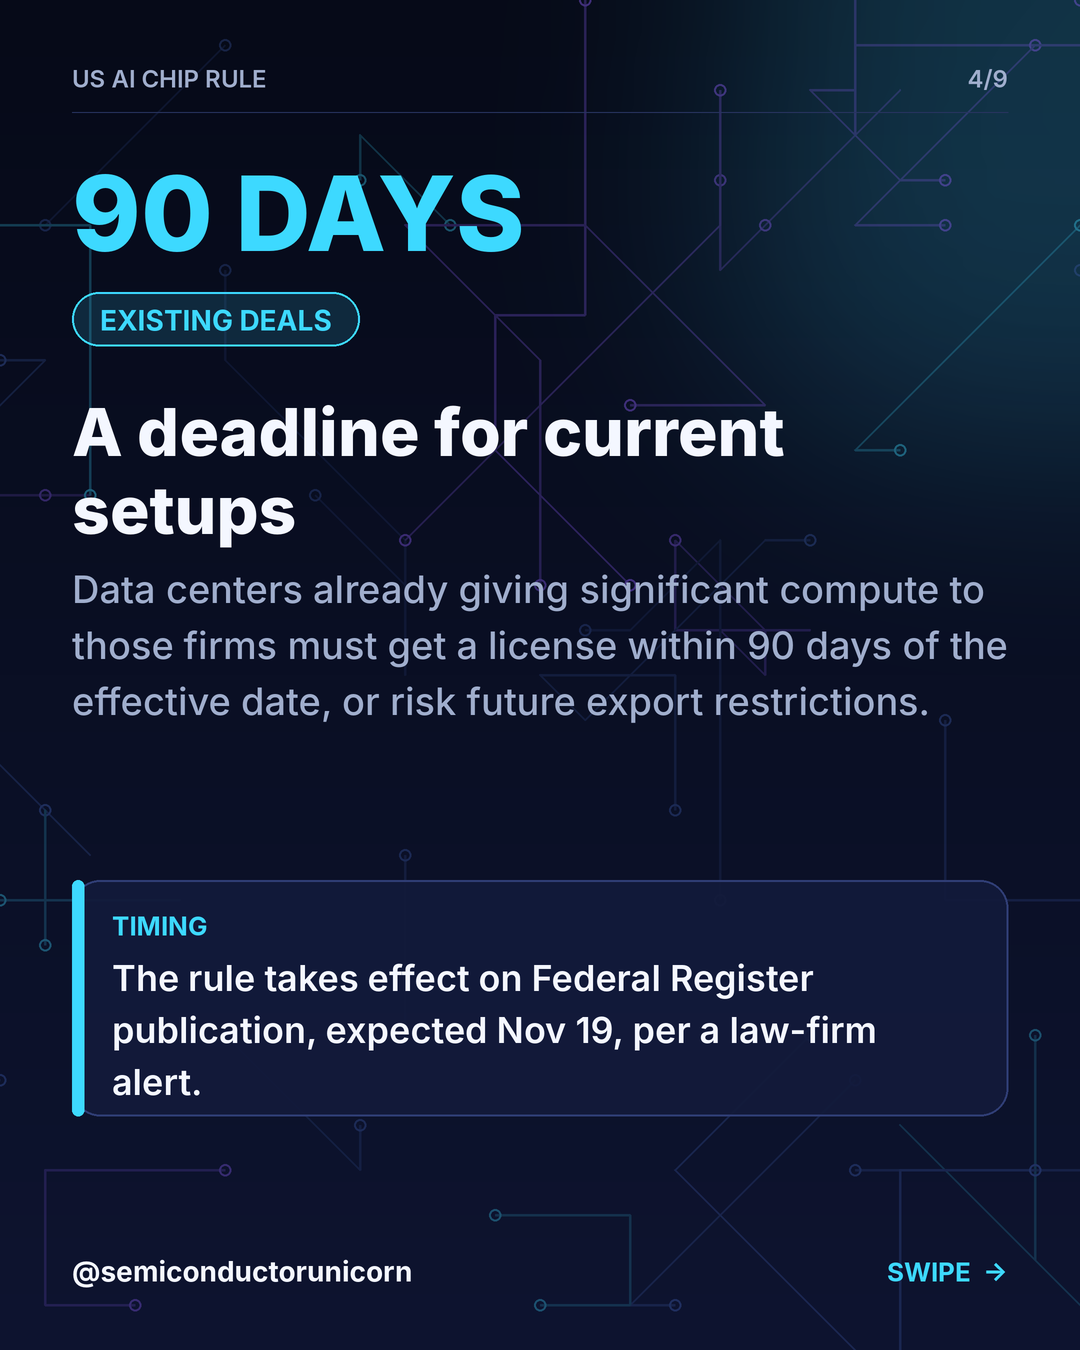 US AI CHIP RULE
4/9
90 DAYS
EXISTING DEALS
A deadline for current
setups
Data centers already giving significant compute to
those firms must get a license within 90 days of the
effective date, or risk future export restrictions.
TIMING
The rule takes effect on Federal Register
publication, expected Nov 19, per a law-firm
alert.
@semiconductorunicorn
SWIPE →